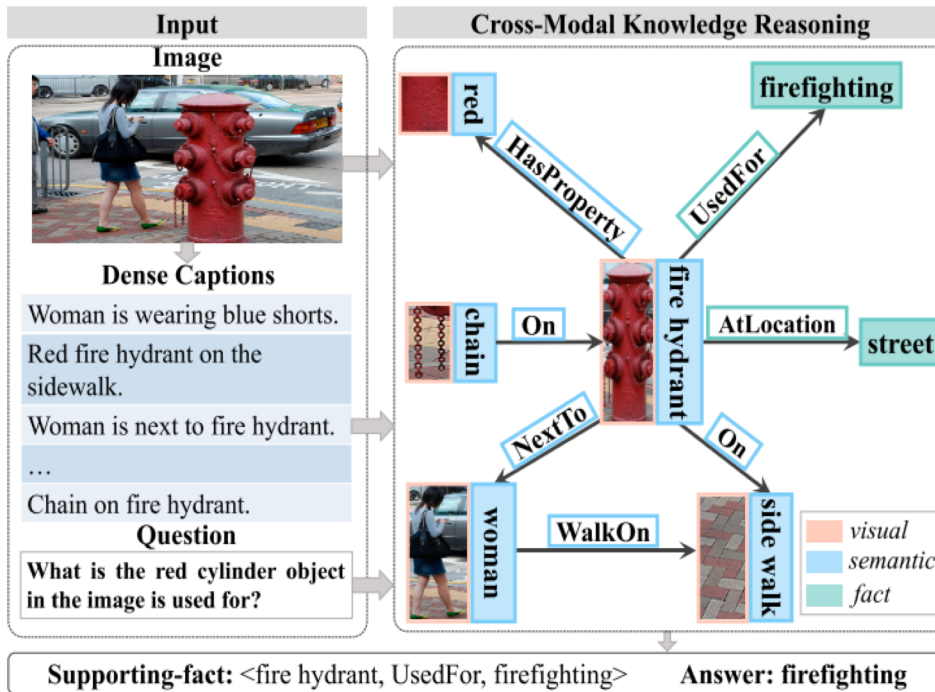 Input
Cross-Modal Knowledge Reasoning
Image
Dense Captions
Woman is wearing blue shorts.
Red fire hydrant on the
sidewalk.
Woman is next to fire hydrant.
…
Chain on fire hydrant.
Question
What is the red cylinder object
in the image is used for?
red
firefighting
HasProperty
UsedFor
chain
On
fire hydrant
AtLocation
street
NextTo
On
woman
WalkOn
side walk
visual
semantic
fact
Supporting-fact: <fire hydrant, UsedFor, firefighting>
Answer: firefighting